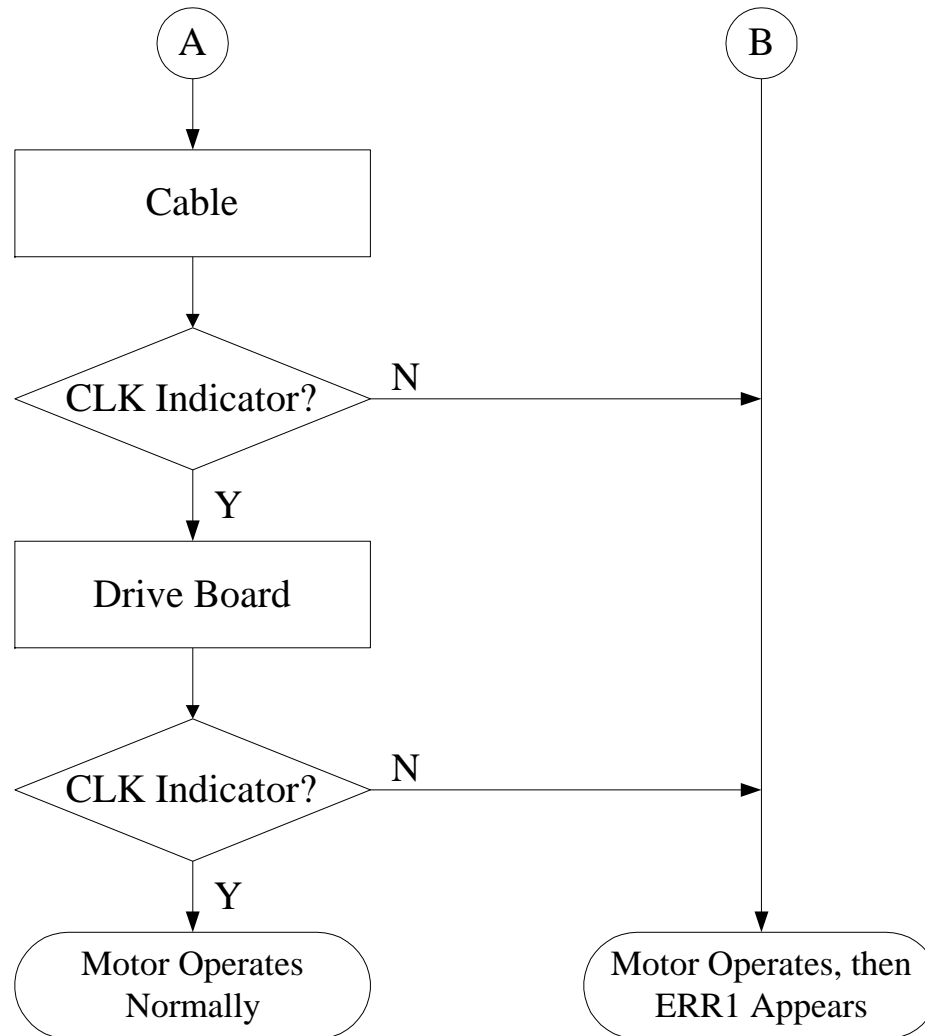 A
B
Cable
CLK Indicator?
N
Y
Drive Board
CLK Indicator?
N
Y
Motor Operates
Normally
Motor Operates, then
ERR1 Appears